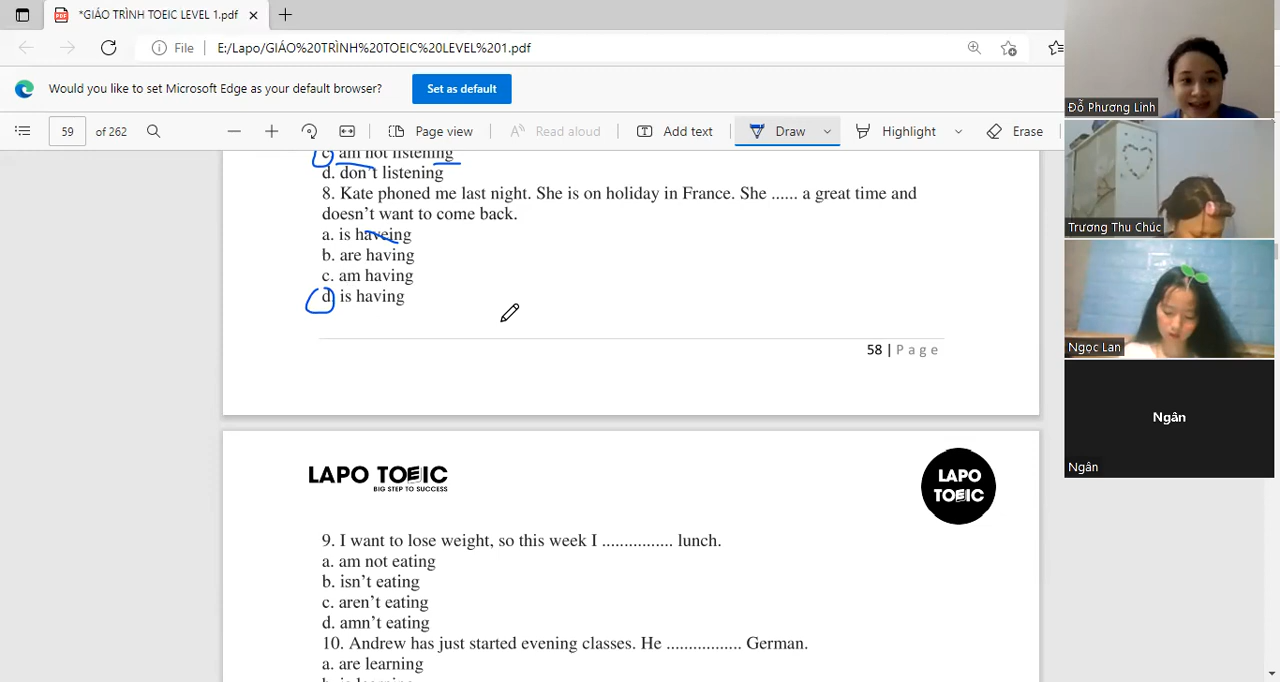 *GIÁO TRÌNH TOEIC LEVEL 1.pdf
File E:/Lapo/GIÁO%20TRÌNH%20TOEIC%20LEVEL%201.pdf
Would you like to set Microsoft Edge as your default browser? Set as default
59 of 262 Page view Read aloud Add text Draw Highlight Erase
c. am not listening
d. don't listening
8. Kate phoned me last night. She is on holiday in France. She ...... a great time and
doesn't want to come back.
a. is haveing
b. are having
c. am having
d. is having
58 | Page
LAPO TOEIC
BIG STEP TO SUCCESS
LAPO
TOEIC
9. I want to lose weight, so this week I ................ lunch.
a. am not eating
b. isn't eating
c. aren't eating
d. amn't eating
10. Andrew has just started evening classes. He ................. German.
a. are learning
Đỗ Phương Linh
Trương Thu Chúc
Ngọc Lan
Ngân
Ngân